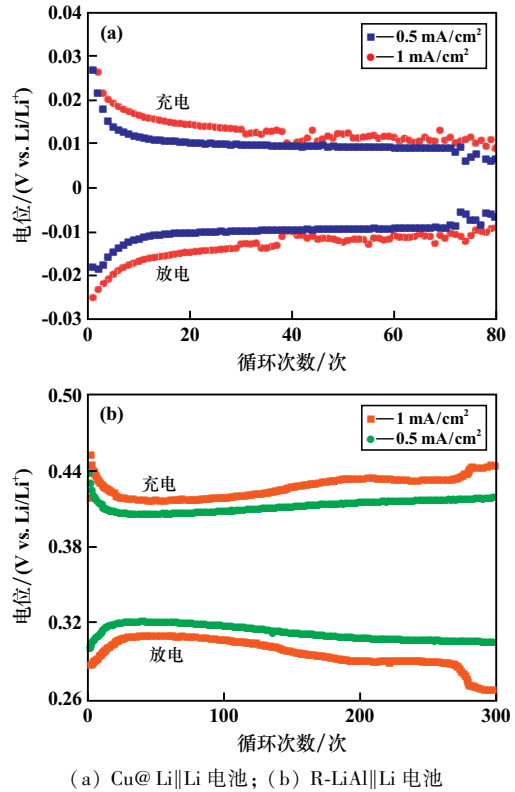 (a)
0.5 mA/cm²
1 mA/cm²
充电
放电
0.04
0.03
0.02
0.01
0
-0.01
-0.02
-0.03
电位/(V vs. Li/Li⁺)
0 20 40 60 80
循环次数/次
(b)
1 mA/cm²
0.5 mA/cm²
充电
放电
0.50
0.44
0.38
0.32
0.26
电位/(V vs. Li/Li⁺)
0 100 200 300
循环次数/次
(a) Cu@Li‖Li 电池; (b) R-LiAl‖Li 电池